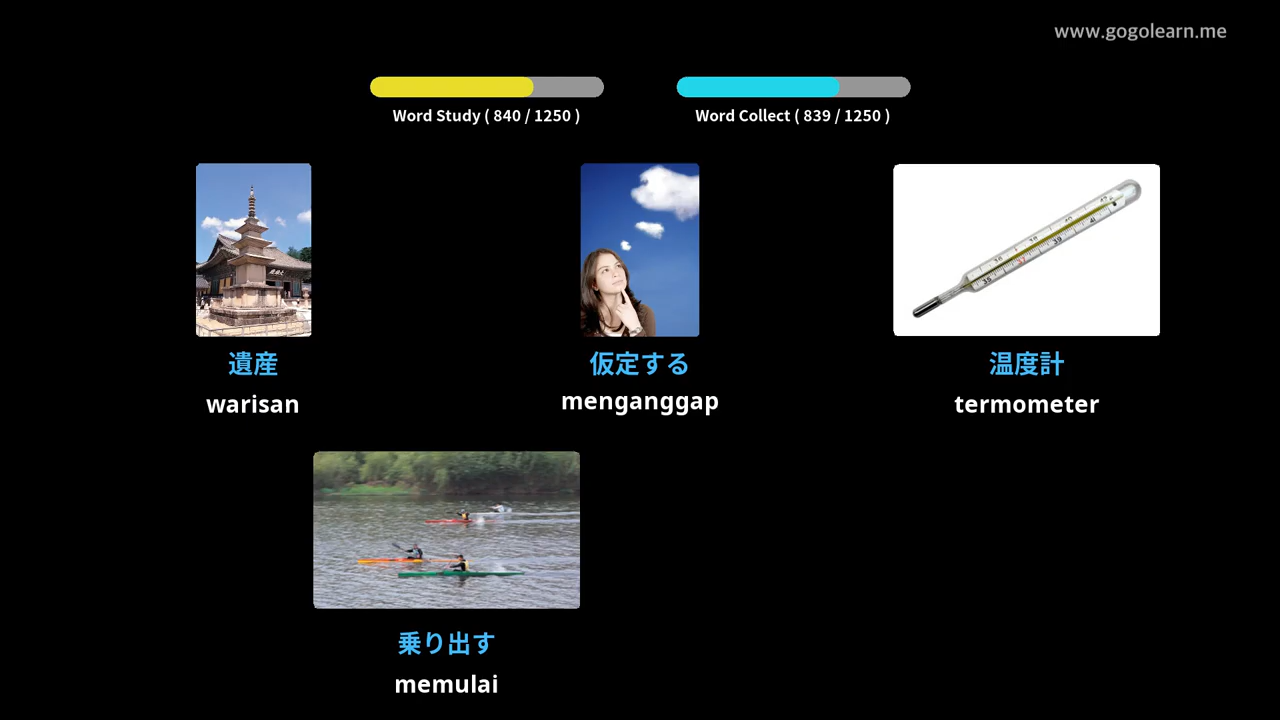 www.gogolearn.me
Word Study ( 840 / 1250 )
Word Collect ( 839 / 1250 )
遺産
warisan
仮定する
menganggap
温度計
termometer
乗り出す
memulai